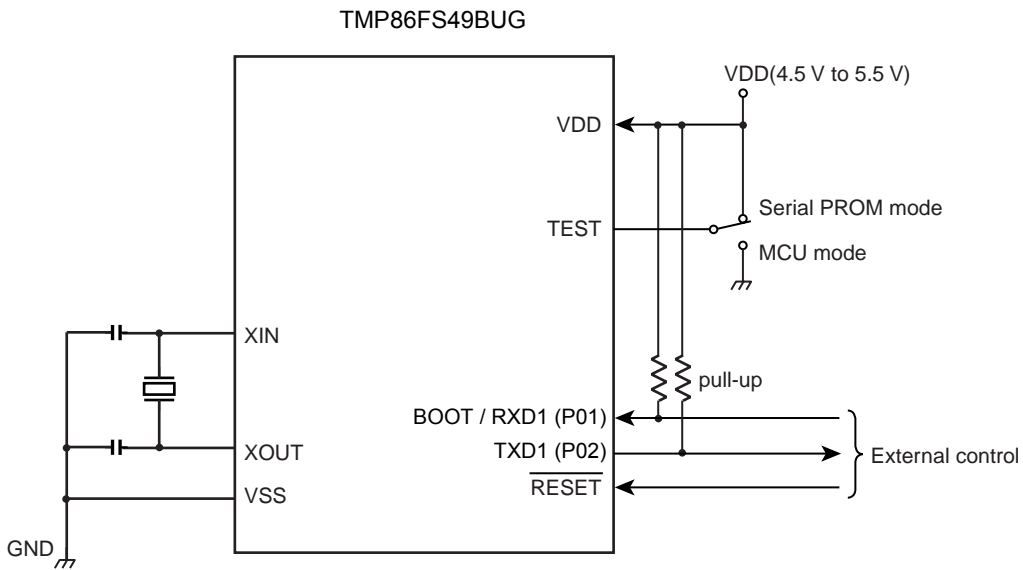 TMP86FS49BUG
VDD(4.5 V to 5.5 V)
VDD
Serial PROM mode
TEST
MCU mode
XIN
pull-up
BOOT / RXD1 (P01)
XOUT
TXD1 (P02)
External control
RESET
VSS
GND